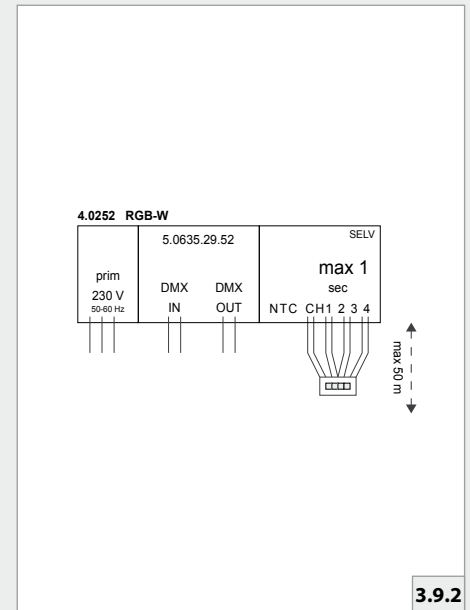 4.0252 RGB-W
5.0635.29.52
SELV
prim
230 V
50-60 Hz
DMX
IN
DMX
OUT
max 1
sec
NTC CH1 2 3 4
max 50 m
3.9.2